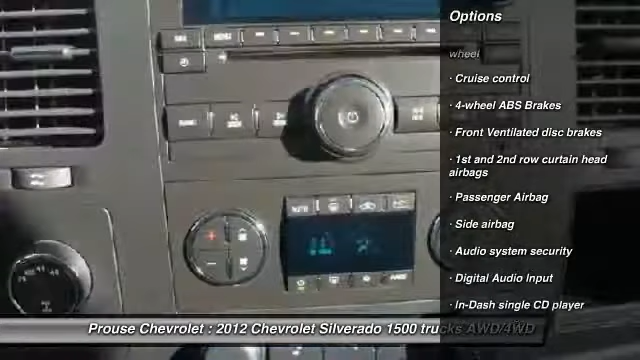 Options
wheel
· Cruise control
· 4-wheel ABS Brakes
· Front Ventilated disc brakes
· 1st and 2nd row curtain head
airbags
· Passenger Airbag
· Side airbag
· Audio system security
· Digital Audio Input
· In-Dash single CD player
Prouse Chevrolet : 2012 Chevrolet Silverado 1500 trucks AWD/4WD
MENU
AUTO